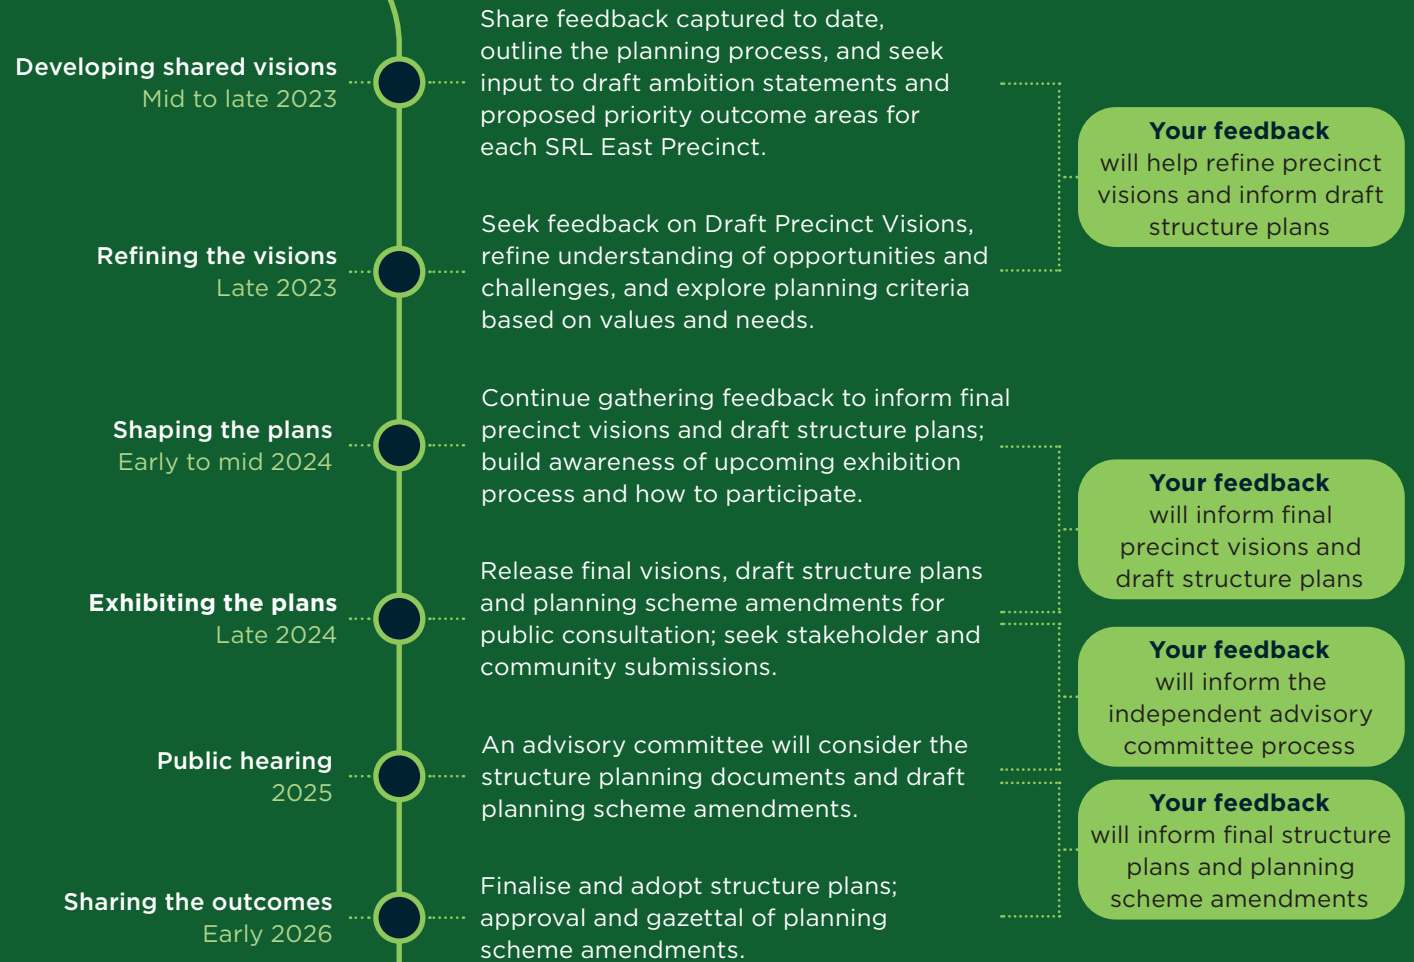 Developing shared visions
Mid to late 2023
Share feedback captured to date,
outline the planning process, and seek
input to draft ambition statements and
proposed priority outcome areas for
each SRL East Precinct.
Your feedback
will help refine precinct
visions and inform draft
structure plans
Refining the visions
Late 2023
Seek feedback on Draft Precinct Visions,
refine understanding of opportunities and
challenges, and explore planning criteria
based on values and needs.
Shaping the plans
Early to mid 2024
Continue gathering feedback to inform final
precinct visions and draft structure plans;
build awareness of upcoming exhibition
process and how to participate.
Your feedback
will inform final
precinct visions and
draft structure plans
Exhibiting the plans
Late 2024
Release final visions, draft structure plans
and planning scheme amendments for
public consultation; seek stakeholder and
community submissions.
Your feedback
will inform the
independent advisory
committee process
Public hearing
2025
An advisory committee will consider the
structure planning documents and draft
planning scheme amendments.
Your feedback
will inform final structure
plans and planning
scheme amendments
Sharing the outcomes
Early 2026
Finalise and adopt structure plans;
approval and gazettal of planning
scheme amendments.